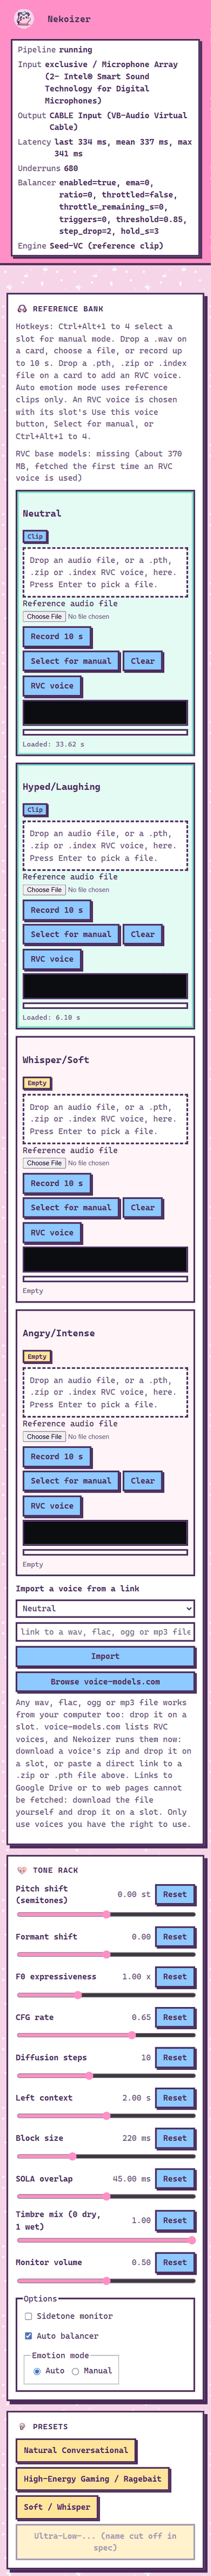 Nekoizer
Pipeline running
Input exclusive / Microphone Array
(2- Intel® Smart Sound
Technology for Digital
Microphones)
Output CABLE Input (VB-Audio Virtual
Cable)
Latency last 334 ms, mean 337 ms, max
341 ms
Underruns 680
Balancer enabled=true, ema=0,
ratio=0, throttled=false,
throttle_remaining_s=0,
triggers=0, threshold=0.85,
step_drop=2, hold_s=3
Engine Seed-VC (reference clip)
REFERENCE BANK
Hotkeys: Ctrl+Alt+1 to 4 select a
slot for manual mode. Drop a .wav on
a card, choose a file, or record up
to 10 s. Drop a .pth, .zip or .index
file on a card to add an RVC voice.
Auto emotion mode uses reference
clips only. An RVC voice is chosen
with its slot's Use this voice
button, Select for manual, or
Ctrl+Alt+1 to 4.
RVC base models: missing (about 370
MB, fetched the first time an RVC
voice is used)
Neutral
Clip
Drop an audio file, or a .pth,
.zip or .index RVC voice, here.
Press Enter to pick a file.
Reference audio file
Choose File No file chosen
Record 10 s
Select for manual Clear
RVC voice
Loaded: 33.62 s
Hyped/Laughing
Clip
Drop an audio file, or a .pth,
.zip or .index RVC voice, here.
Press Enter to pick a file.
Reference audio file
Choose File No file chosen
Record 10 s
Select for manual Clear
RVC voice
Loaded: 6.10 s
Whisper/Soft
Empty
Drop an audio file, or a .pth,
.zip or .index RVC voice, here.
Press Enter to pick a file.
Reference audio file
Choose File No file chosen
Record 10 s
Select for manual Clear
RVC voice
Empty
Angry/Intense
Empty
Drop an audio file, or a .pth,
.zip or .index RVC voice, here.
Press Enter to pick a file.
Reference audio file
Choose File No file chosen
Record 10 s
Select for manual Clear
RVC voice
Empty
Import a voice from a link
Neutral
link to a wav, flac, ogg or mp3 file
Import
Browse voice-models.com
Any wav, flac, ogg or mp3 file works
from your computer too: drop it on a
slot. voice-models.com lists RVC
voices, and Nekoizer runs them now:
download a voice's zip and drop it on
a slot, or paste a direct link to a
.zip or .pth file above. Links to
Google Drive or to web pages cannot
be fetched: download the file
yourself and drop it on a slot. Only
use voices you have the right to use.
TONE RACK
Pitch shift
(semitones) 0.00 st Reset
Formant shift 0.00 Reset
F0 expressiveness 1.00 x Reset
CFG rate 0.65 Reset
Diffusion steps 10 Reset
Left context 2.00 s Reset
Block size 220 ms Reset
SOLA overlap 45.00 ms Reset
Timbre mix (0 dry,
1 wet) 1.00 Reset
Monitor volume 0.50 Reset
Options
Sidetone monitor
Auto balancer
Emotion mode
Auto Manual
PRESETS
Natural Conversational
High-Energy Gaming / Ragebait
Soft / Whisper
Ultra-Low-... (name cut off in
spec)